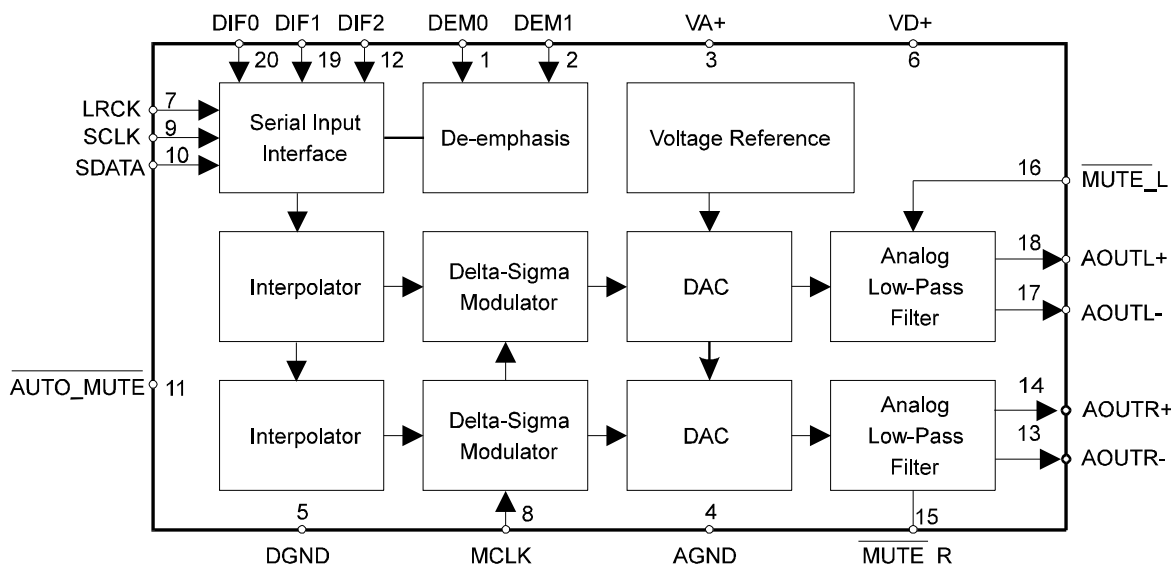 DIF0 DIF1 DIF2 DEM0 DEM1 VA+ VD+
20 19 12 1 2 3 6
LRCK 7
SCLK 9
SDATA 10
Serial Input
Interface
De-emphasis
Voltage Reference
16 MUTE_L
Interpolator
Delta-Sigma
Modulator
DAC
Analog
Low-Pass
Filter
18 AOUTL+
17 AOUTL-
AUTO_MUTE 11
Interpolator
Delta-Sigma
Modulator
DAC
Analog
Low-Pass
Filter
14 AOUTR+
13 AOUTR-
5 8 4 15
DGND MCLK AGND MUTE R